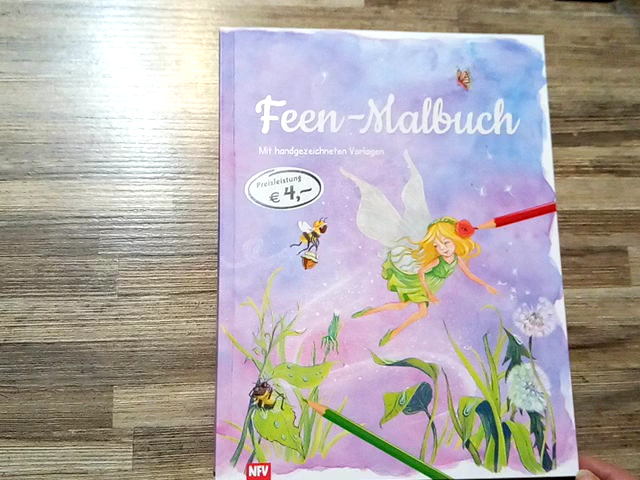 Feen-Malbuch
Mit handgezeichneten Vorlagen
Preisleistung
€ 4,–
NFV